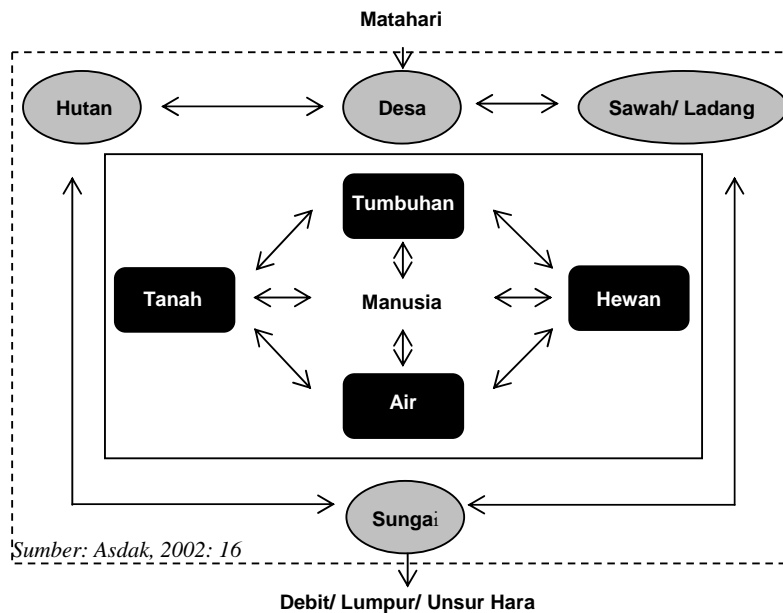 Matahari
Hutan
Desa
Sawah/ Ladang
Tumbuhan
Tanah
Manusia
Hewan
Air
Sungai
Sumber: Asdak, 2002: 16
Debit/ Lumpur/ Unsur Hara